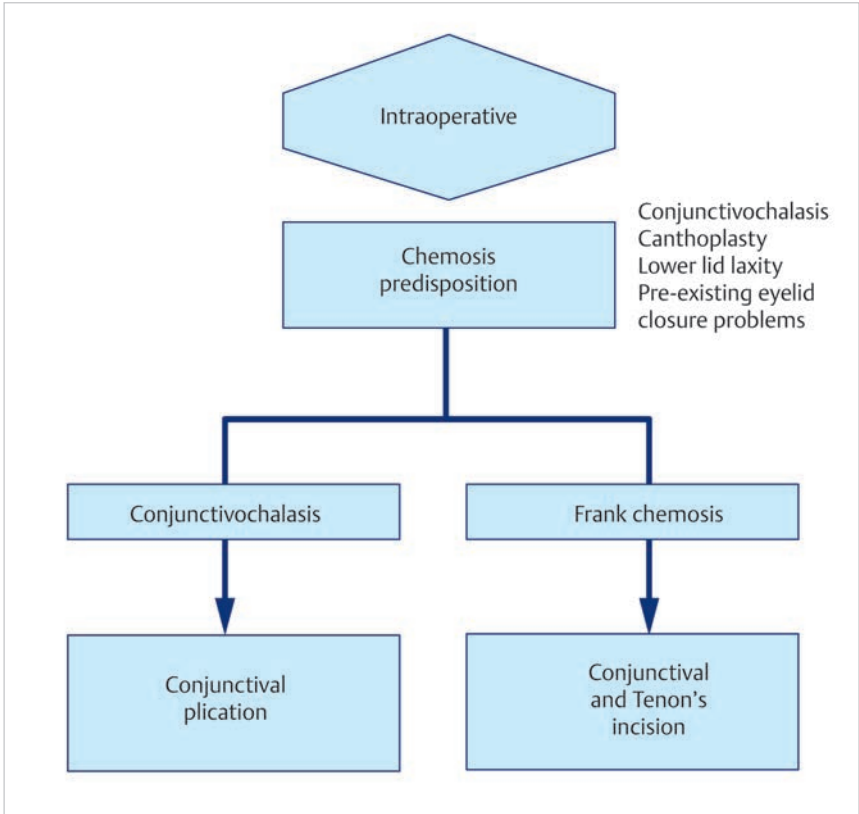 Intraoperative
Chemosis
predisposition
Conjunctivochalasis
Canthoplasty
Lower lid laxity
Pre-existing eyelid
closure problems
Conjunctivochalasis
Frank chemosis
Conjunctival
plication
Conjunctival
and Tenon's
incision